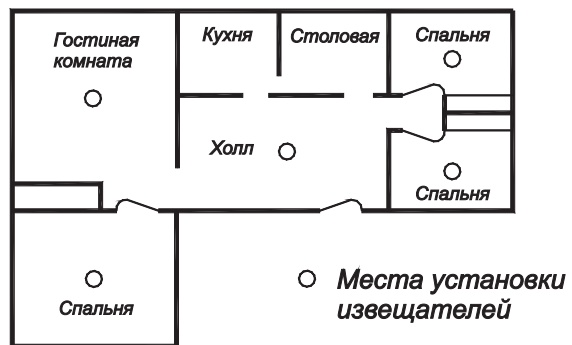 Гостиная
комната
Кухня
Столовая
Спальня
Холл
Спальня
Спальня
Места установки
извещателей